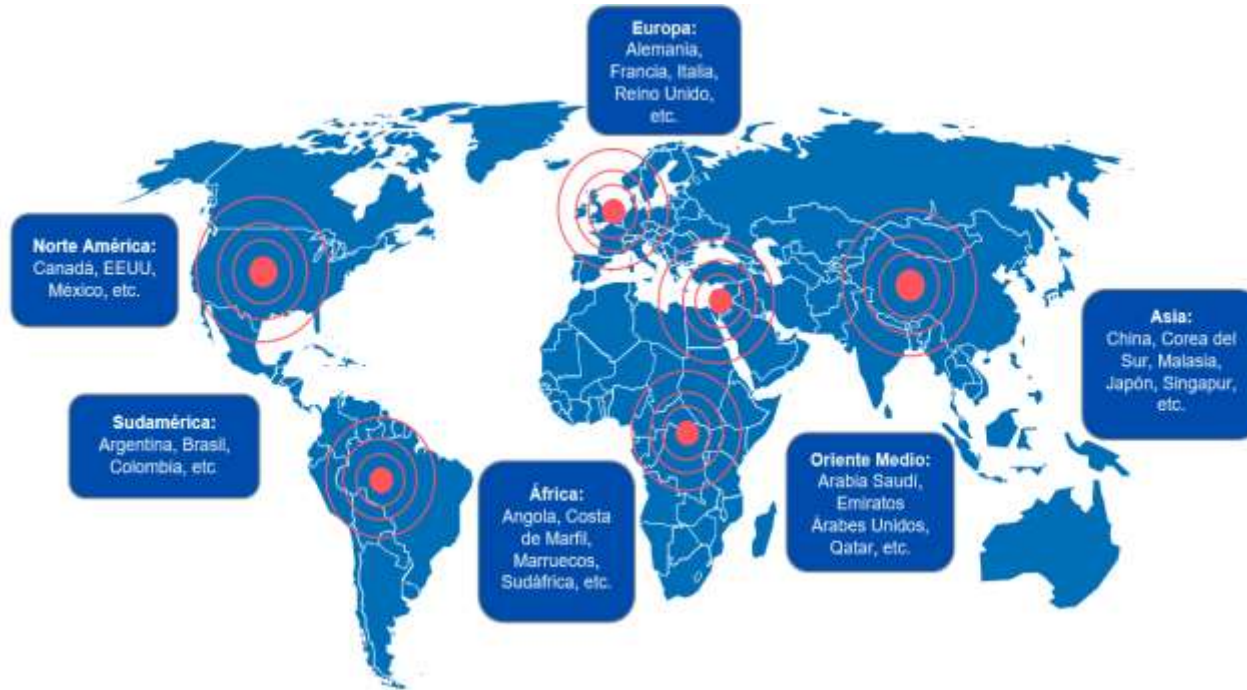 Europa:
Alemania,
Francia, Italia,
Reino Unido,
etc.
Norte América:
Canadá, EEUU,
México, etc.
Asia:
China, Corea del
Sur, Malasia,
Japón, Singapur,
etc.
Sudamérica:
Argentina, Brasil,
Colombia, etc
África:
Angola, Costa
de Marfil,
Marruecos,
Sudáfrica, etc.
Oriente Medio:
Arabia Saudí,
Emiratos
Árabes Unidos,
Qatar, etc.